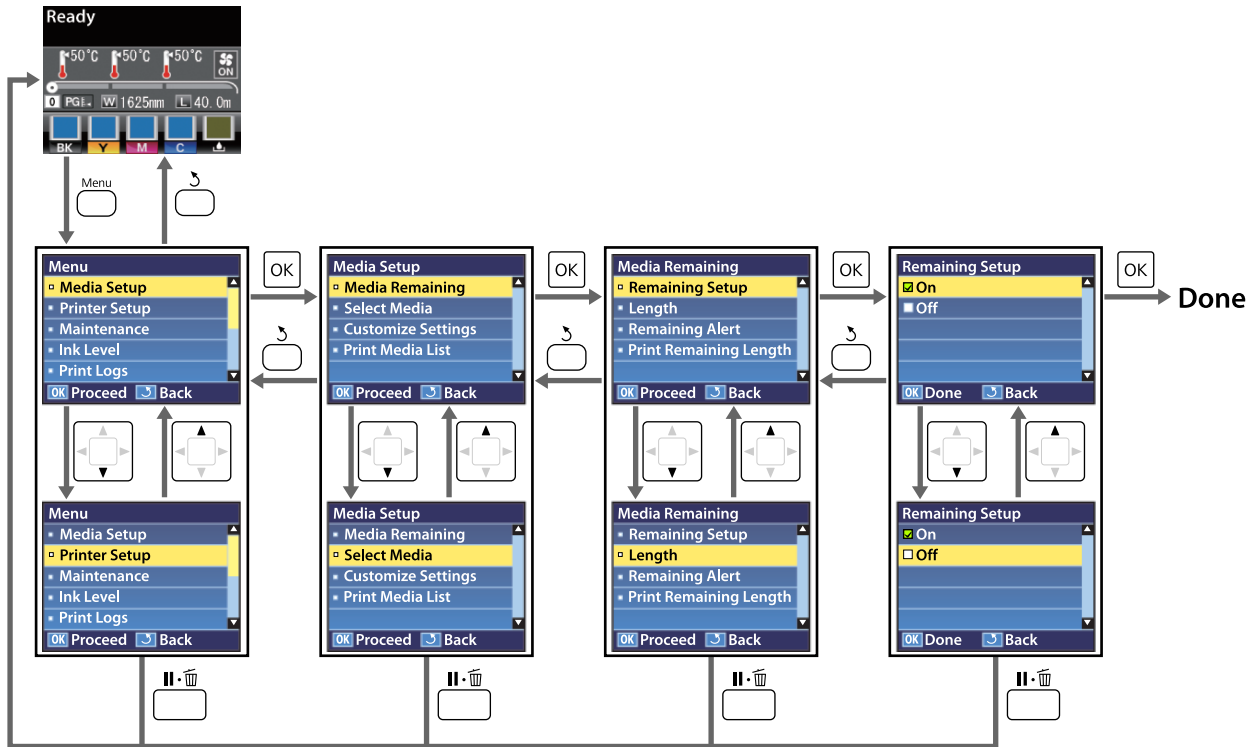 Ready
50°C 50°C 50°C
ON
0 PG W 1625mm L 40.0m
BK Y M C
Menu
OK OK OK OK
Menu
Media Setup
Printer Setup
Maintenance
Ink Level
Print Logs
OK Proceed Back
Media Setup
Media Remaining
Select Media
Customize Settings
Print Media List
OK Proceed Back
Media Remaining
Remaining Setup
Length
Remaining Alert
Print Remaining Length
OK Proceed Back
Remaining Setup
On
Off
OK Done Back
Done
Menu
Media Setup
Printer Setup
Maintenance
Ink Level
Print Logs
OK Proceed Back
Media Setup
Media Remaining
Select Media
Customize Settings
Print Media List
OK Proceed Back
Media Remaining
Remaining Setup
Length
Remaining Alert
Print Remaining Length
OK Proceed Back
Remaining Setup
On
Off
OK Done Back